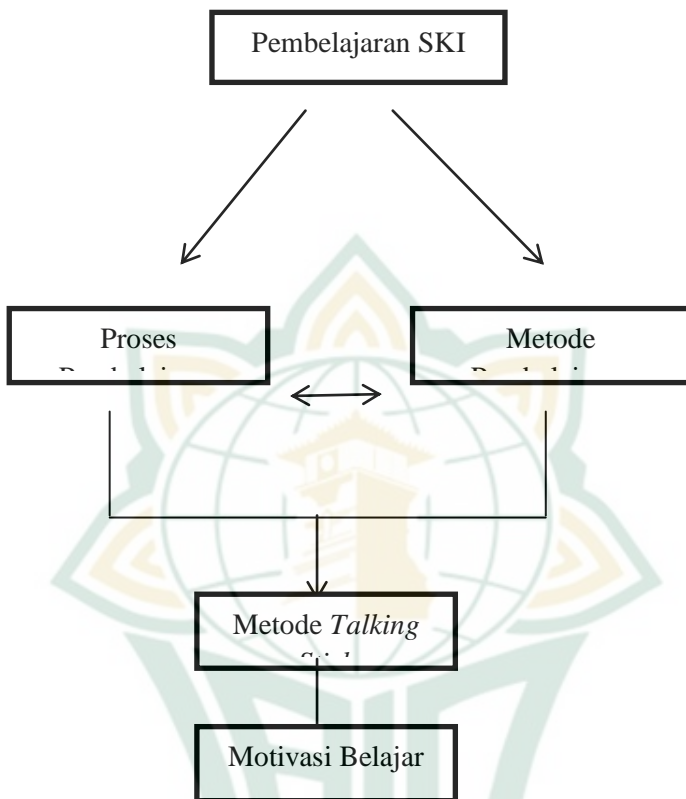 Pembelajaran SKI
Proses
Metode
Metode Talking
Motivasi Belajar